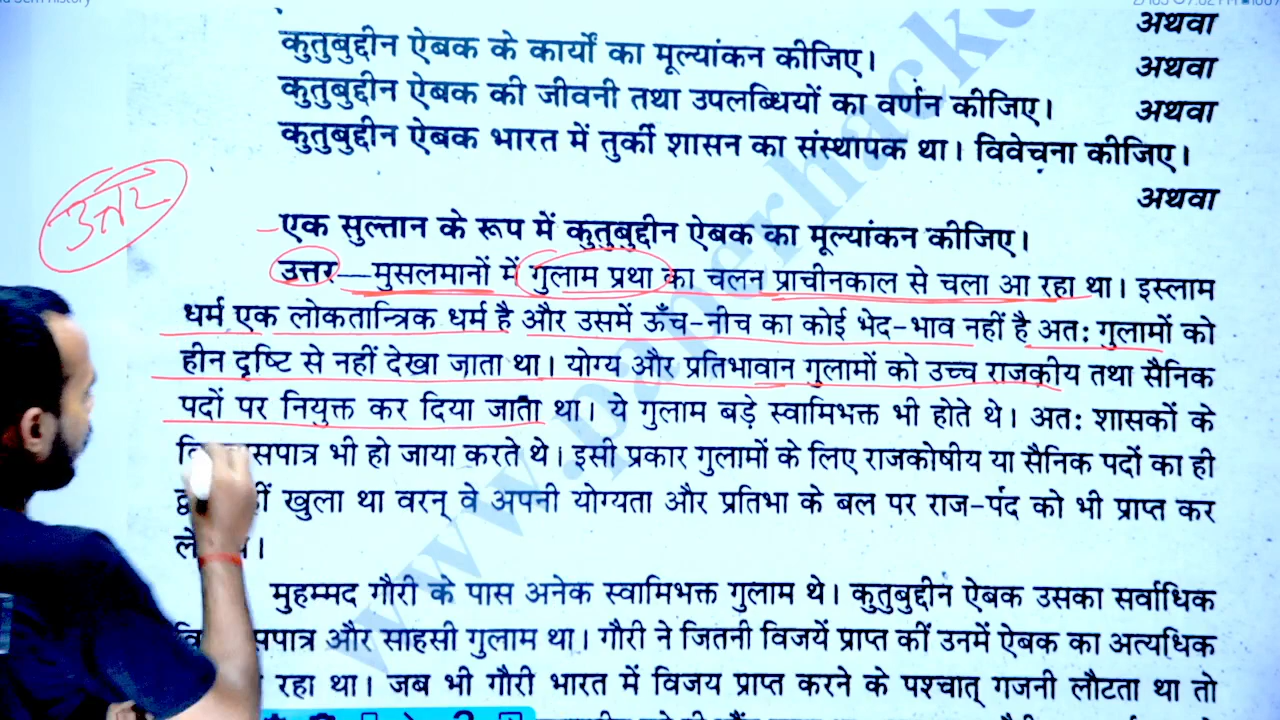 अथवा
कुतुबुद्दीन ऐबक के कार्यों का मूल्यांकन कीजिए।
अथवा
कुतुबुद्दीन ऐबक की जीवनी तथा उपलब्धियों का वर्णन कीजिए।
अथवा
कुतुबुद्दीन ऐबक भारत में तुर्की शासन का संस्थापक था। विवेचना कीजिए।
अथवा
उत्तर
एक सुल्तान के रूप में कुतुबुद्दीन ऐबक का मूल्यांकन कीजिए।
उत्तर—मुसलमानों में गुलाम प्रथा का चलन प्राचीनकाल से चला आ रहा था। इस्लाम
धर्म एक लोकतान्त्रिक धर्म है और उसमें ऊँच-नीच का कोई भेद-भाव नहीं है अतः गुलामों को
हीन दृष्टि से नहीं देखा जाता था। योग्य और प्रतिभावान गुलामों को उच्च राजकीय तथा सैनिक
पदों पर नियुक्त कर दिया जाता था। ये गुलाम बड़े स्वामिभक्त भी होते थे। अतः शासकों के
भी हो जाया करते थे। इसी प्रकार गुलामों के लिए राजकोषीय या सैनिक पदों का ही
खुला था वरन् वे अपनी योग्यता और प्रतिभा के बल पर राज-पंद को भी प्राप्त कर
मुहम्मद गौरी के पास अनेक स्वामिभक्त गुलाम थे। कुतुबुद्दीन ऐबक उसका सर्वाधिक
और साहसी गुलाम था। गौरी ने जितनी विजयें प्राप्त कीं उनमें ऐबक का अत्यधिक
रहा था। जब भी गौरी भारत में विजय प्राप्त करने के पश्चात् गजनी लौटता था तो